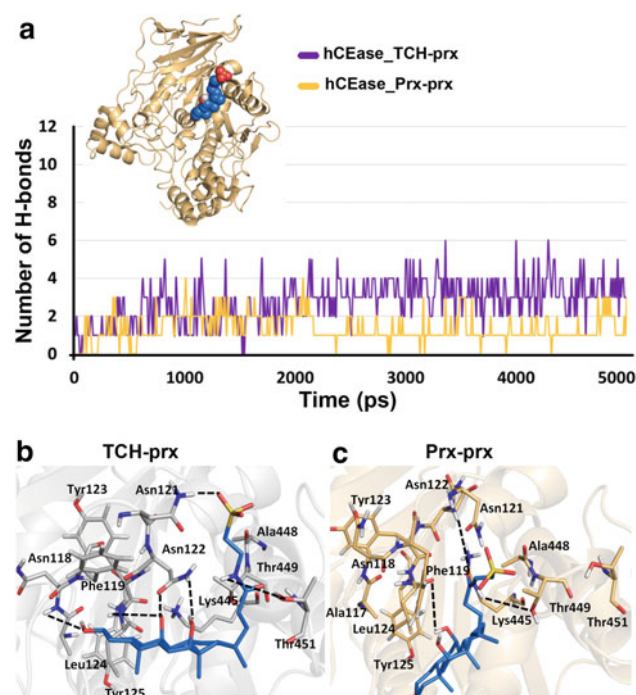 a
hCEase_TCH-prx
hCEase_Prx-prx
12
10
8
6
4
2
0
Number of H-bonds
0 1000 2000 3000 4000 5000
Time (ps)
b TCH-prx
Asn121
Tyr123
Asn118
Asn122
Ala448
Phe119
Thr449
Lys445
Leu124
Thr451
Tyr125
c Prx-prx
Asn122
Tyr123
Asn121
Ala448
Asn118
Phe119
Ala117
Lys445
Thr449
Leu124
Thr451
Tyr125